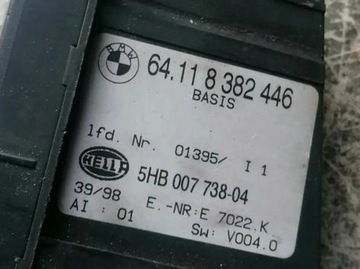 BMW
64.11 8 382 446
BASIS
lfd. Nr. 01395/ I 1
HELLA
5HB 007 738-04
39/98 E.-NR:E 7022.K
AI : 01 SW: V004.0